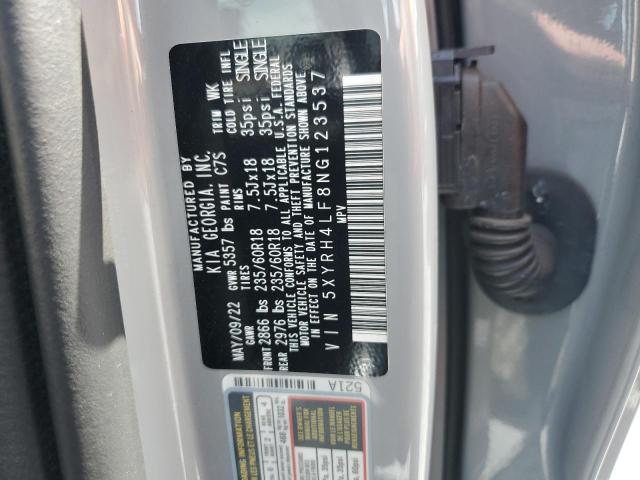 MANUFACTURED BY
KIA GEORGIA, INC.
MAY/09/22 GVWR 5357 lbs PAINT C7S TRIM WK
GAWR TIRES RIMS COLD TIRE INFL
FRONT 2866 lbs 235/60R18 7.5Jx18 35psi SINGLE
REAR 2976 lbs 235/60R18 7.5Jx18 35psi SINGLE
THIS VEHICLE CONFORMS TO ALL APPLICABLE U.S.A. FEDERAL
MOTOR VEHICLE SAFETY AND THEFT PREVENTION STANDARDS
IN EFFECT ON THE DATE OF MANUFACTURE SHOWN ABOVE.
VIN 5XYRH4LF8NG123537
MPV
521A